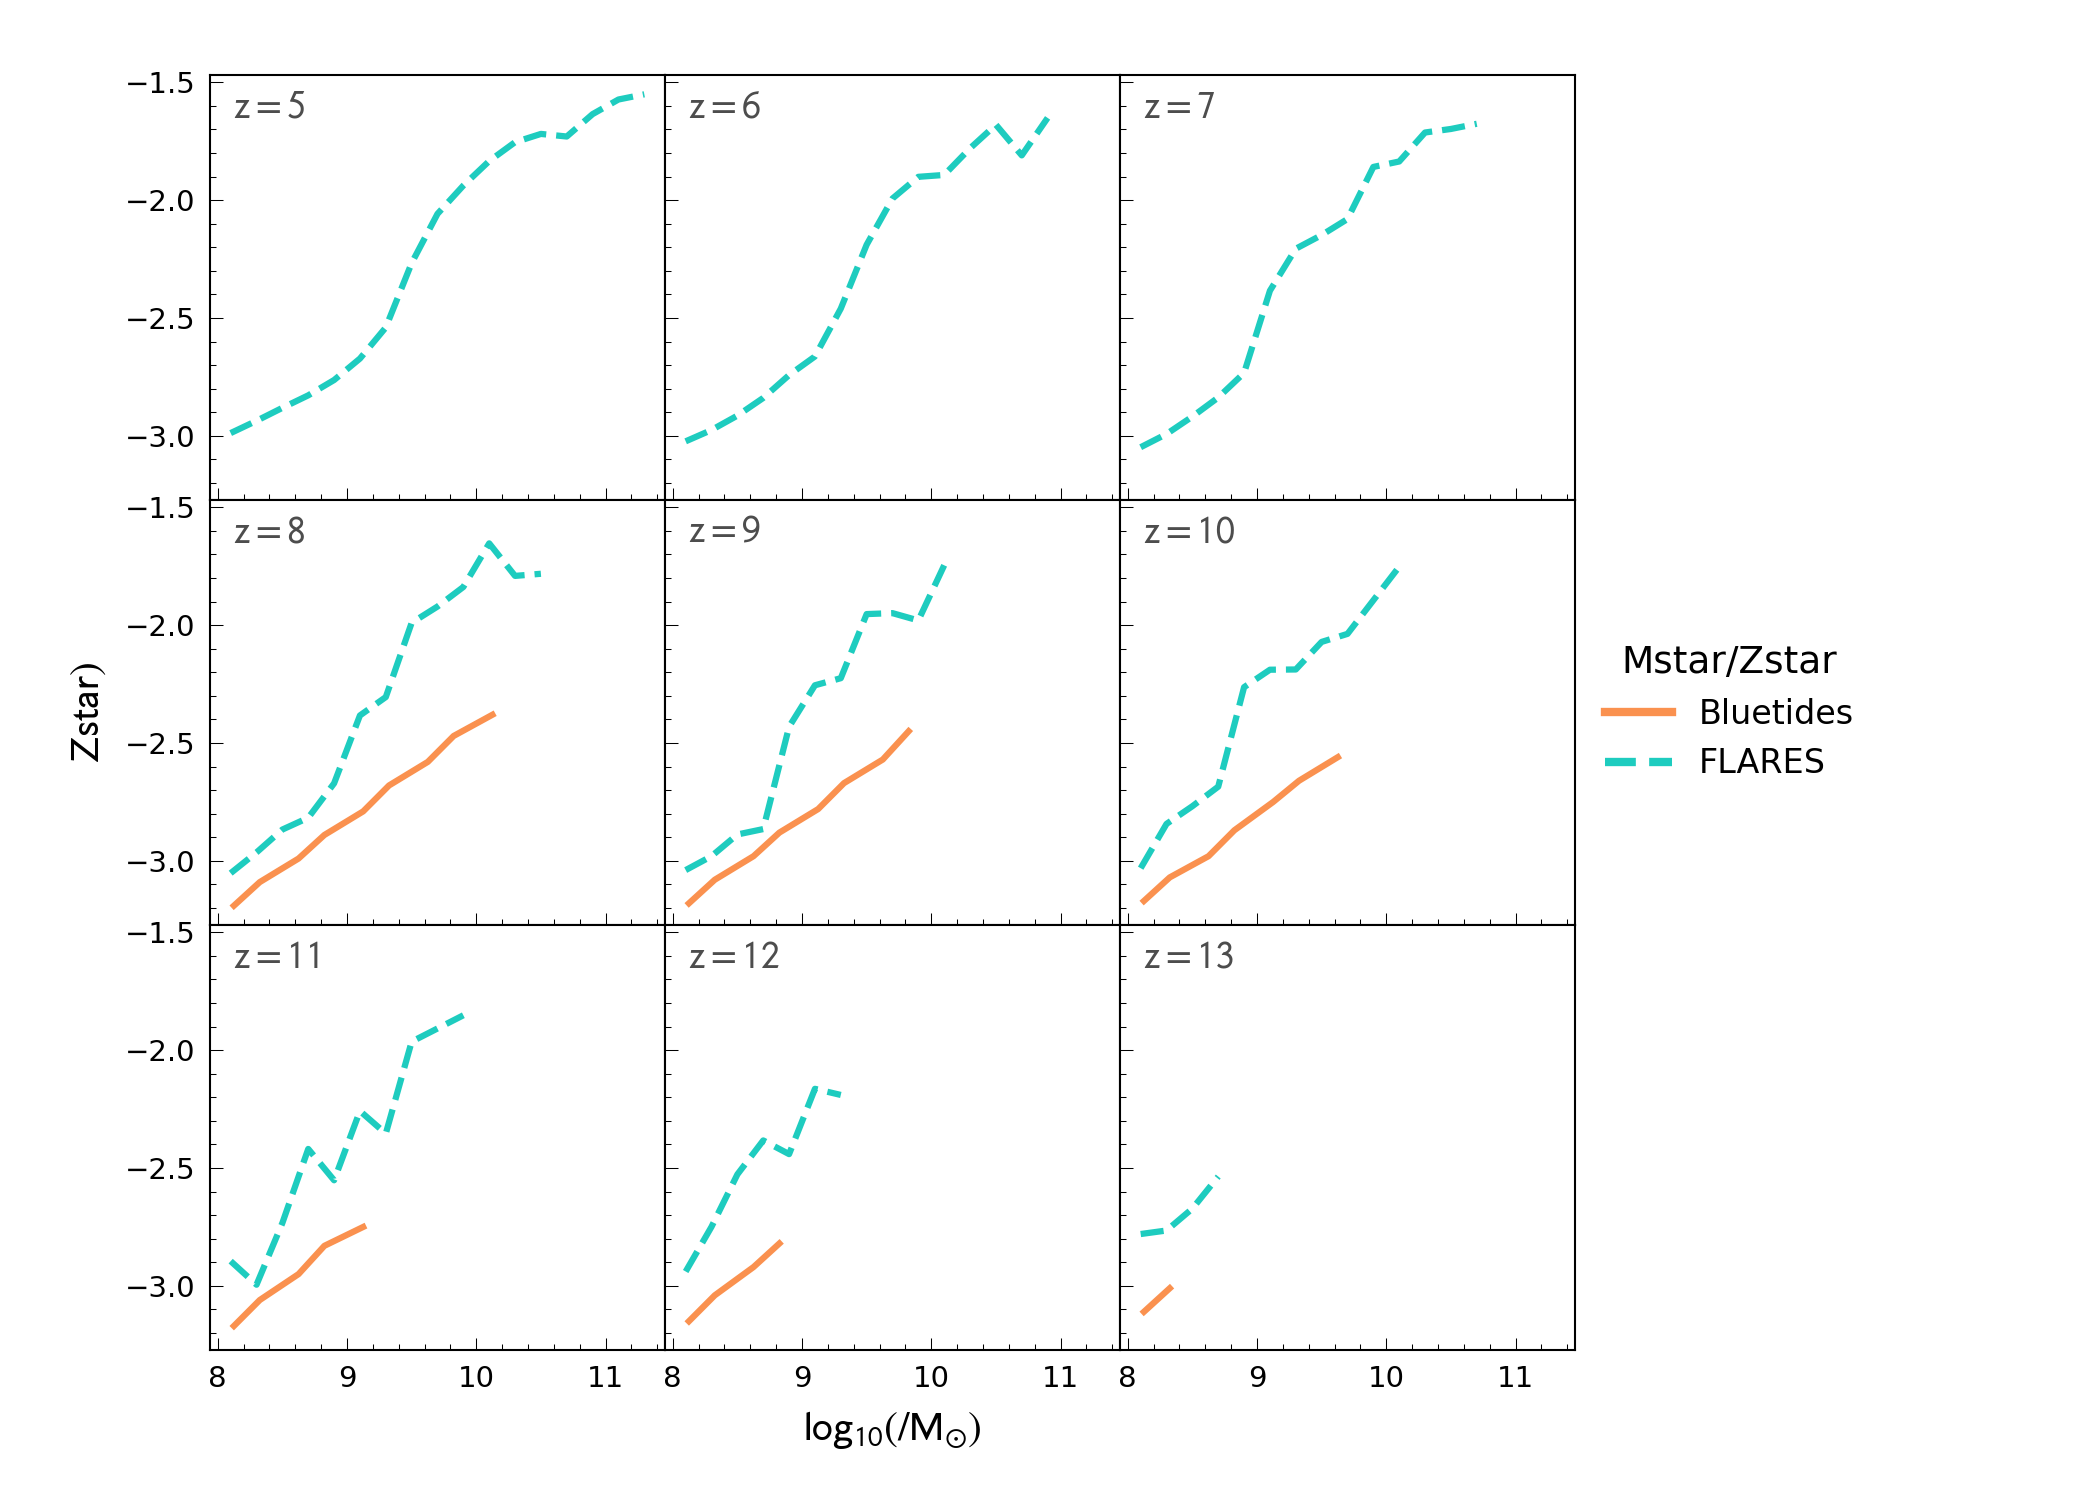 −1.5
z=5
z=6
z=7
−2.0
−2.5
−3.0
−1.5
z=8
z=9
z=10
−2.0
−2.5
−3.0
−1.5
z=11
z=12
z=13
−2.0
−2.5
−3.0
8 9 10 11 8 9 10 11 8 9 10 11
Zstar)
log₁₀(/M☉)
Mstar/Zstar
Bluetides
FLARES